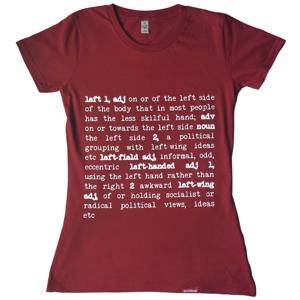 left 1, adj on or of the left side
of the body that in most people
has the less skilful hand; adv
on or towards the left side noun
the left side 2, a political
grouping with left-wing ideas
etc left-field adj informal, odd,
eccentric left-handed adj 1,
using the left hand rather than
the right 2 awkward left-wing
adj of or holding socialist or
radical political views, ideas
etc